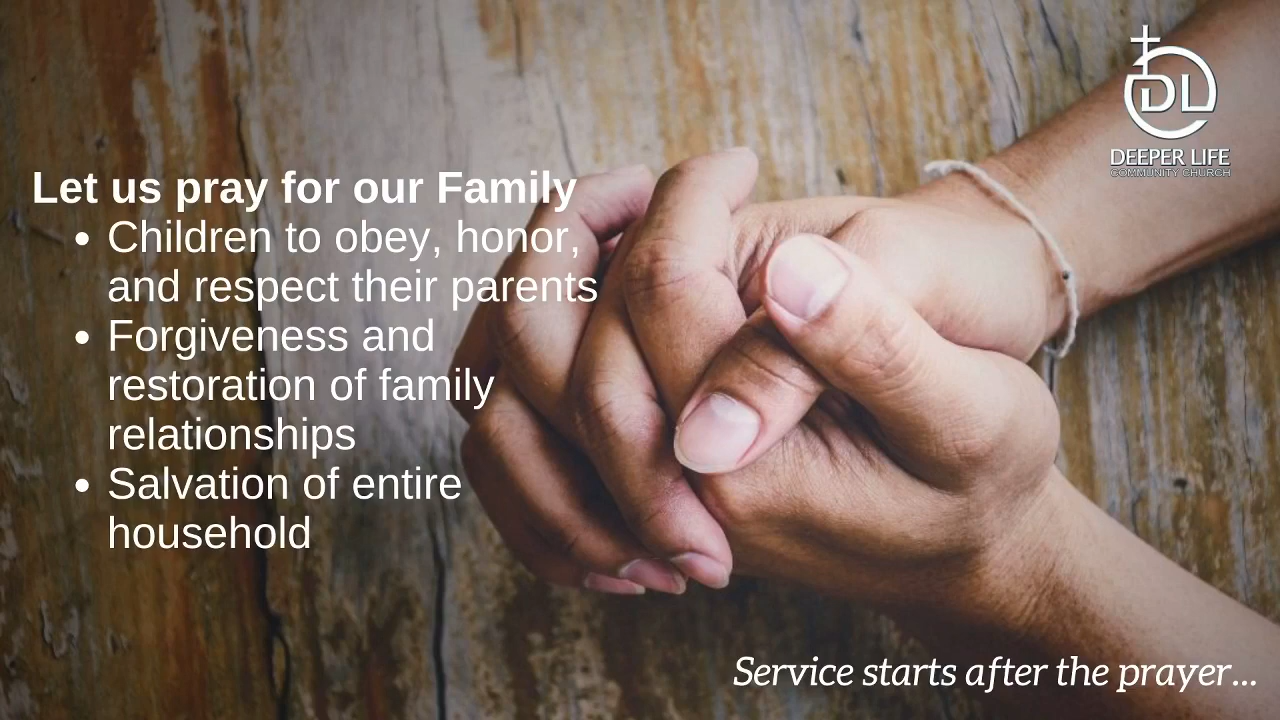 DL
DEEPER LIFE
COMMUNITY CHURCH
Let us pray for our Family
• Children to obey, honor,
and respect their parents
• Forgiveness and
restoration of family
relationships
• Salvation of entire
household
Service starts after the prayer...